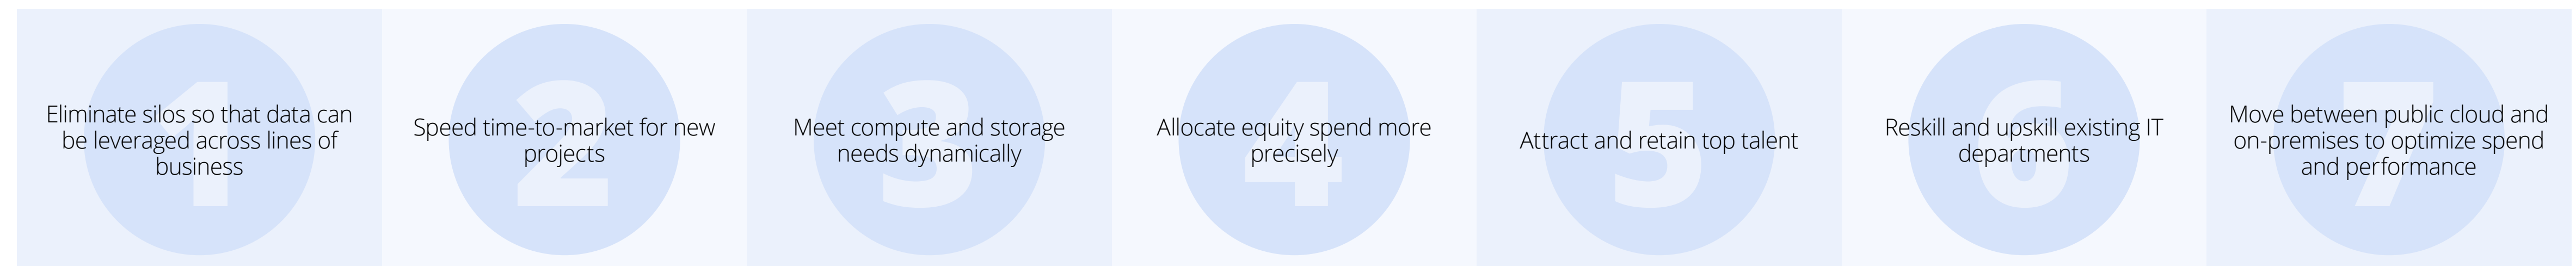 1
Eliminate silos so that data can
be leveraged across lines of
business
2
Speed time-to-market for new
projects
3
Meet compute and storage
needs dynamically
4
Allocate equity spend more
precisely
5
Attract and retain top talent
6
Reskill and upskill existing IT
departments
7
Move between public cloud and
on-premises to optimize spend
and performance